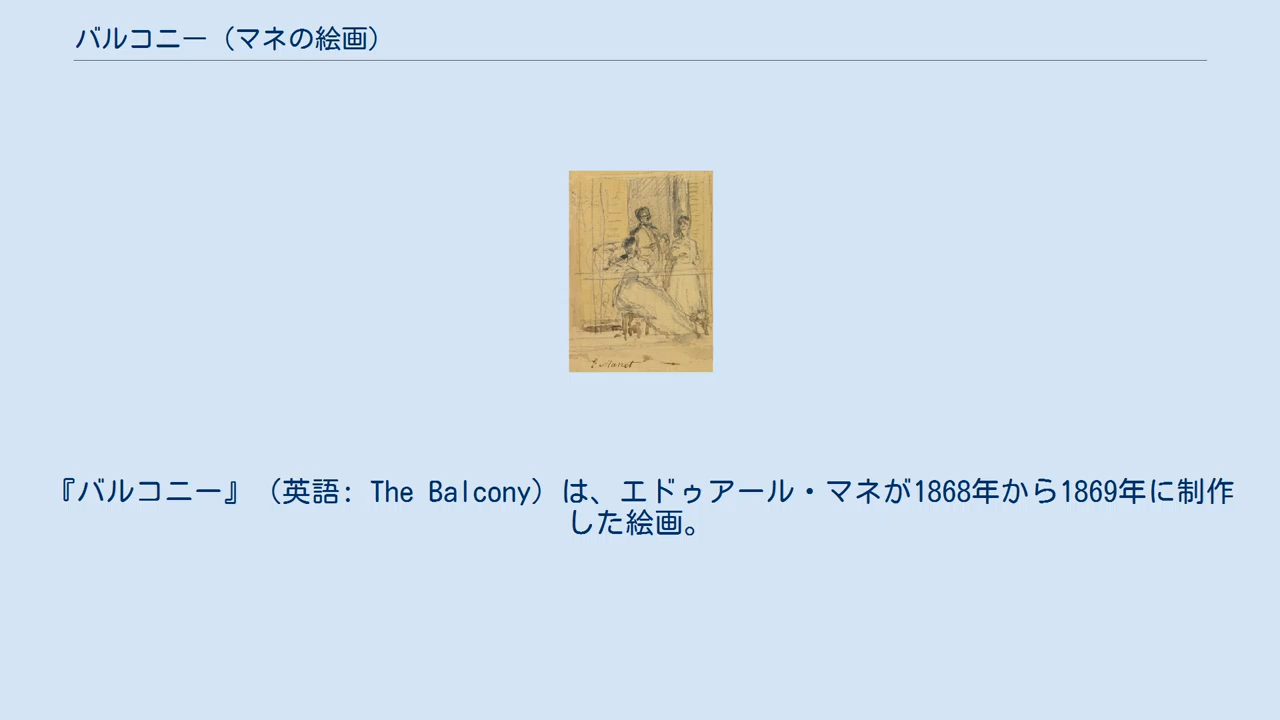 バルコニー（マネの絵画）
E. Manet
『バルコニー』（英語: The Balcony）は、エドゥアール・マネが1868年から1869年に制作
した絵画。